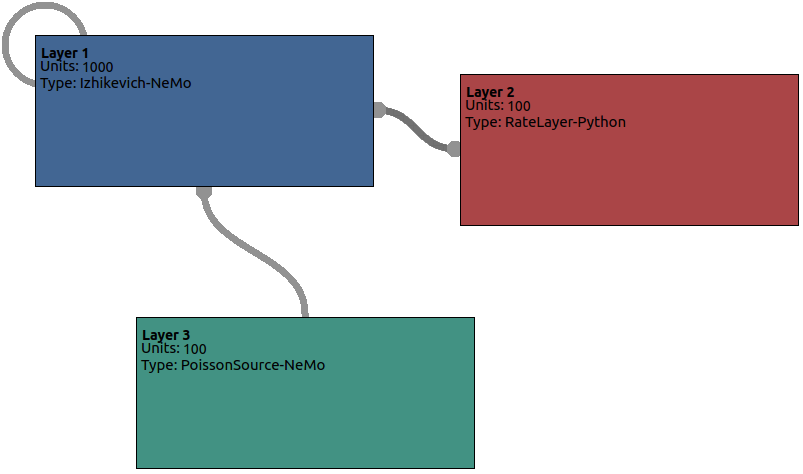 Layer 1
Units: 1000
Type: Izhikevich-NeMo
Layer 2
Units: 100
Type: RateLayer-Python
Layer 3
Units: 100
Type: PoissonSource-NeMo